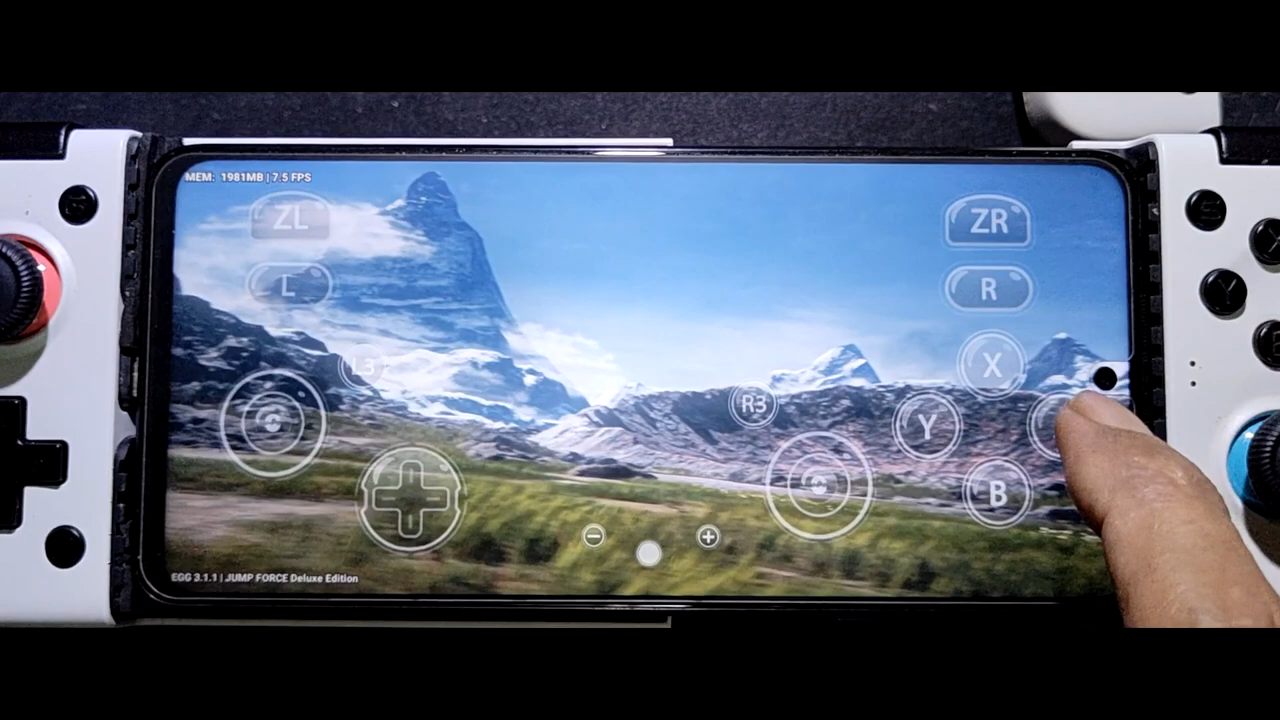 MEM: 1981MB | 7.5 FPS
ZL
ZR
L
R
L3
X
R3
Y
B
EGG 3.1.1 | JUMP FORCE Deluxe Edition
Y